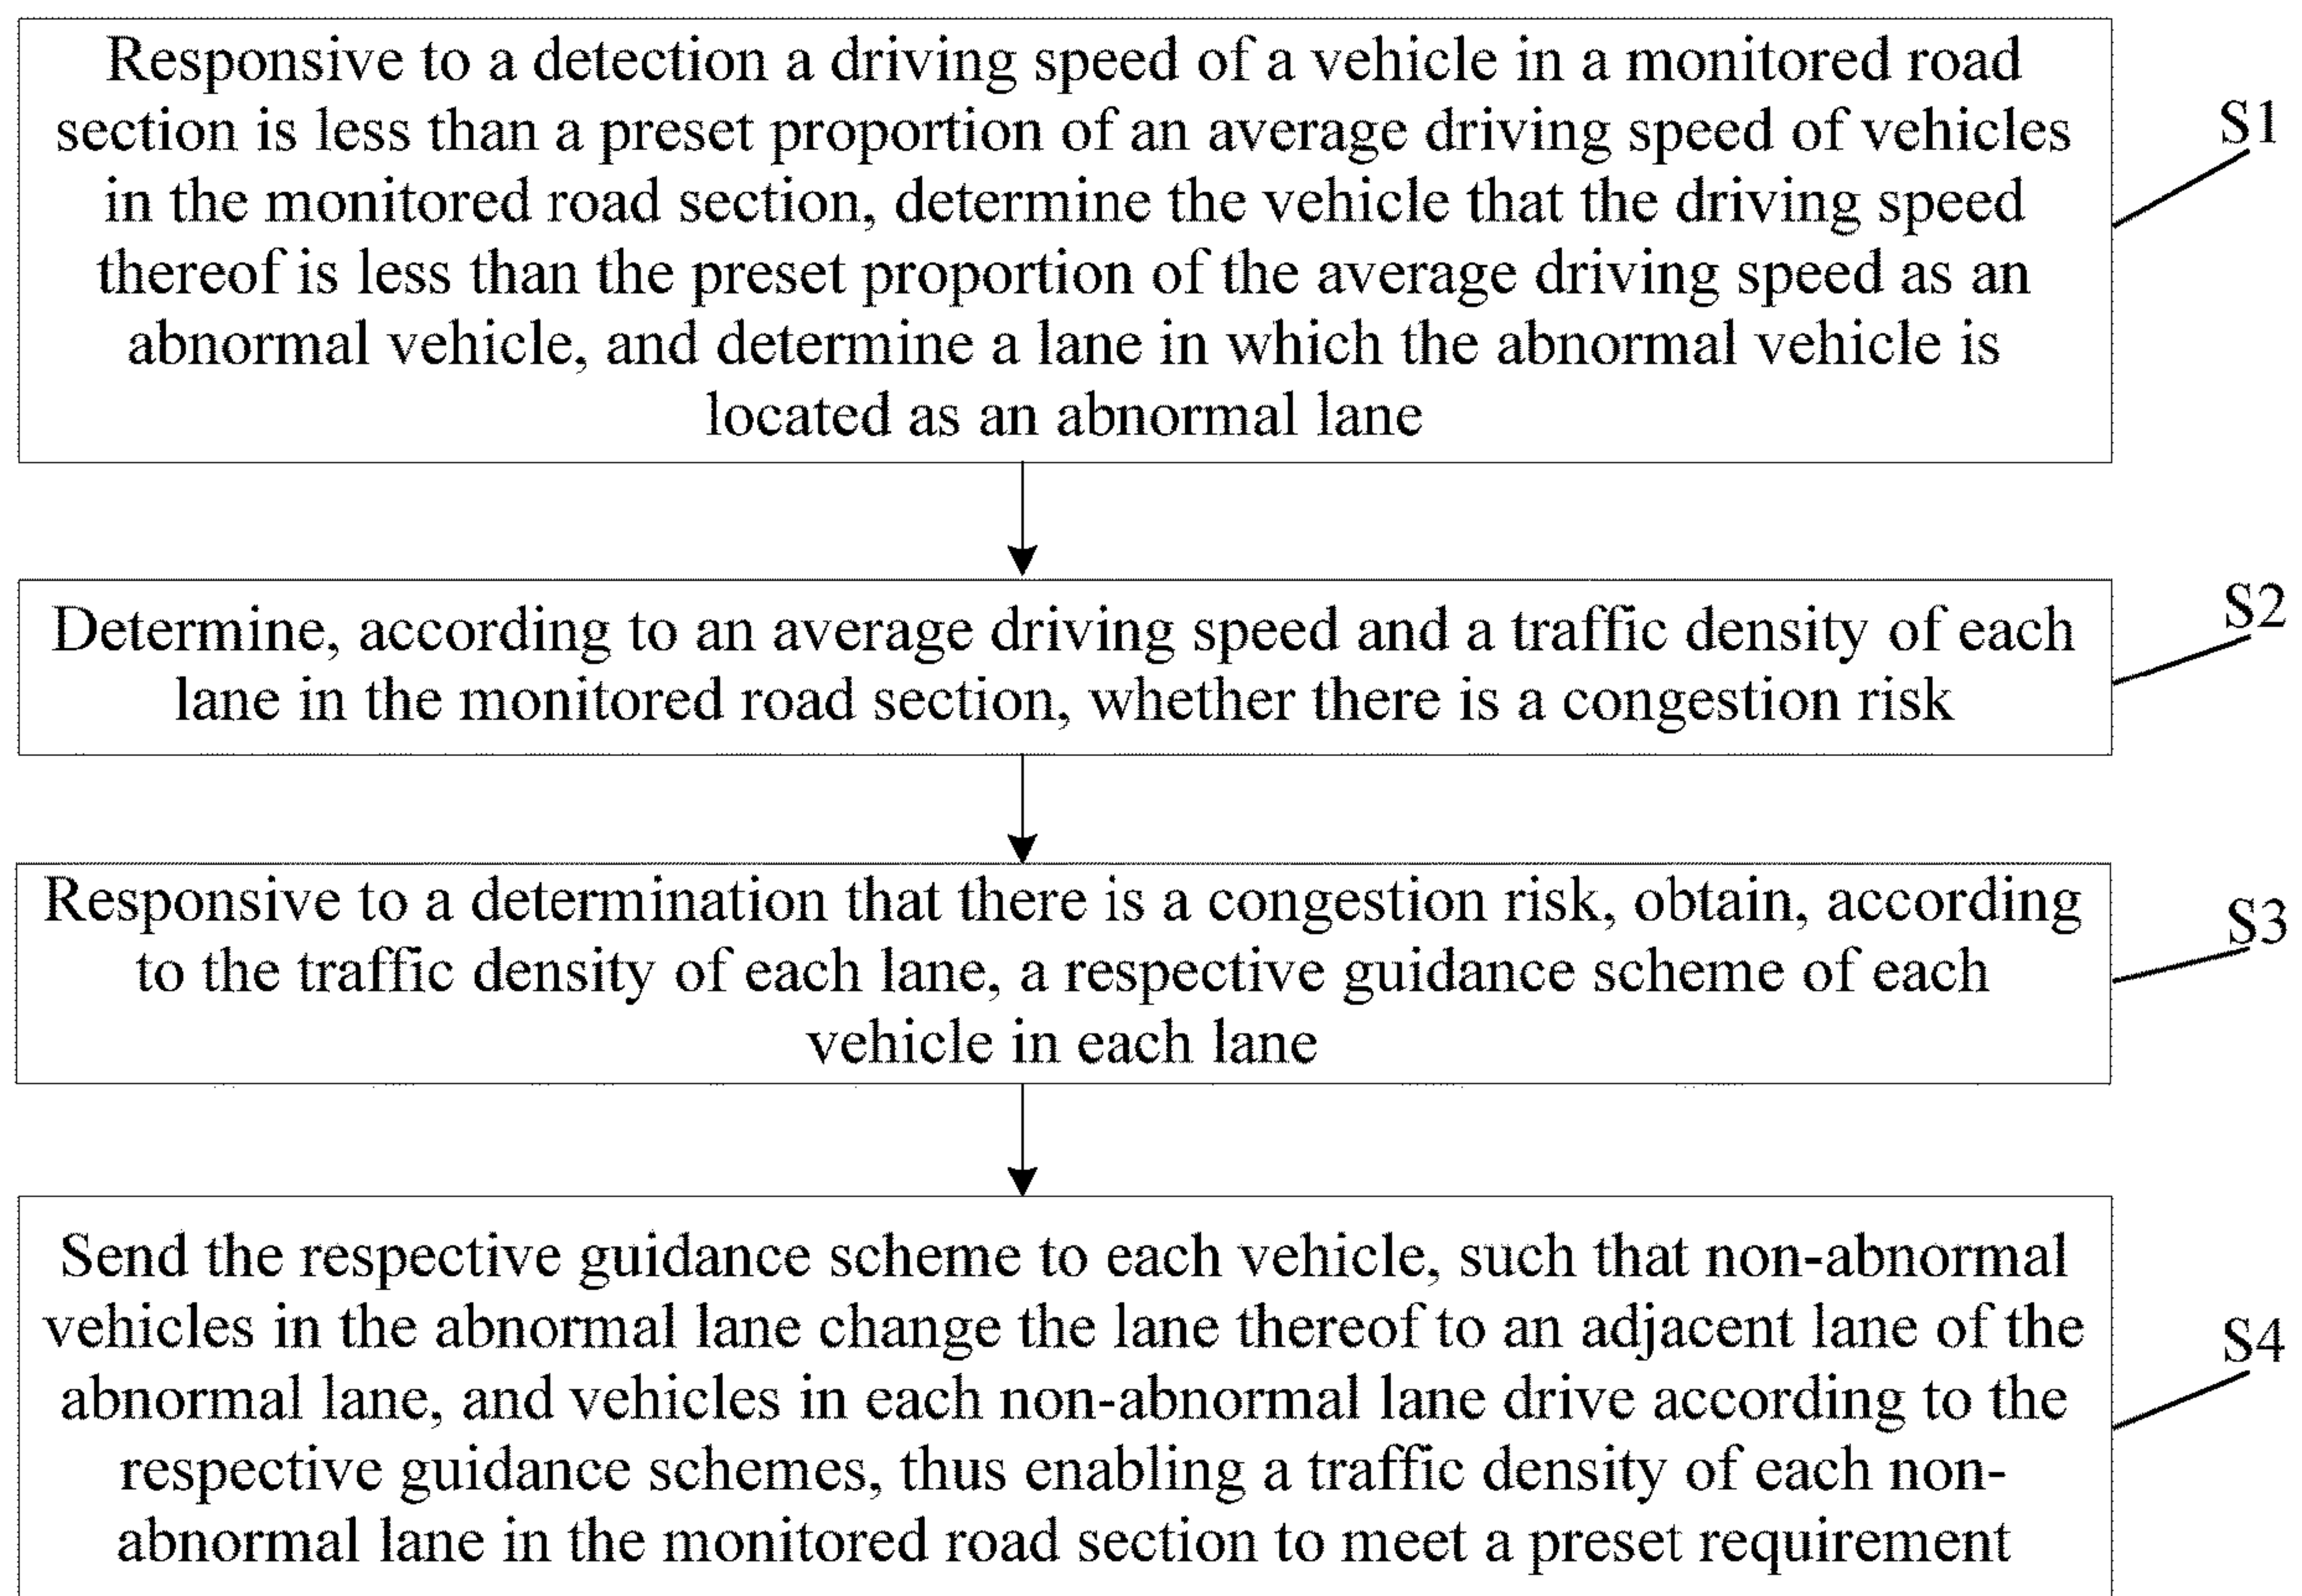 Responsive to a detection a driving speed of a vehicle in a monitored road
section is less than a preset proportion of an average driving speed of vehicles
in the monitored road section, determine the vehicle that the driving speed
thereof is less than the preset proportion of the average driving speed as an
abnormal vehicle, and determine a lane in which the abnormal vehicle is
located as an abnormal lane
S1
Determine, according to an average driving speed and a traffic density of each
lane in the monitored road section, whether there is a congestion risk
S2
Responsive to a determination that there is a congestion risk, obtain, according
to the traffic density of each lane, a respective guidance scheme of each
vehicle in each lane
S3
Send the respective guidance scheme to each vehicle, such that non-abnormal
vehicles in the abnormal lane change the lane thereof to an adjacent lane of the
abnormal lane, and vehicles in each non-abnormal lane drive according to the
respective guidance schemes, thus enabling a traffic density of each non-
abnormal lane in the monitored road section to meet a preset requirement
S4